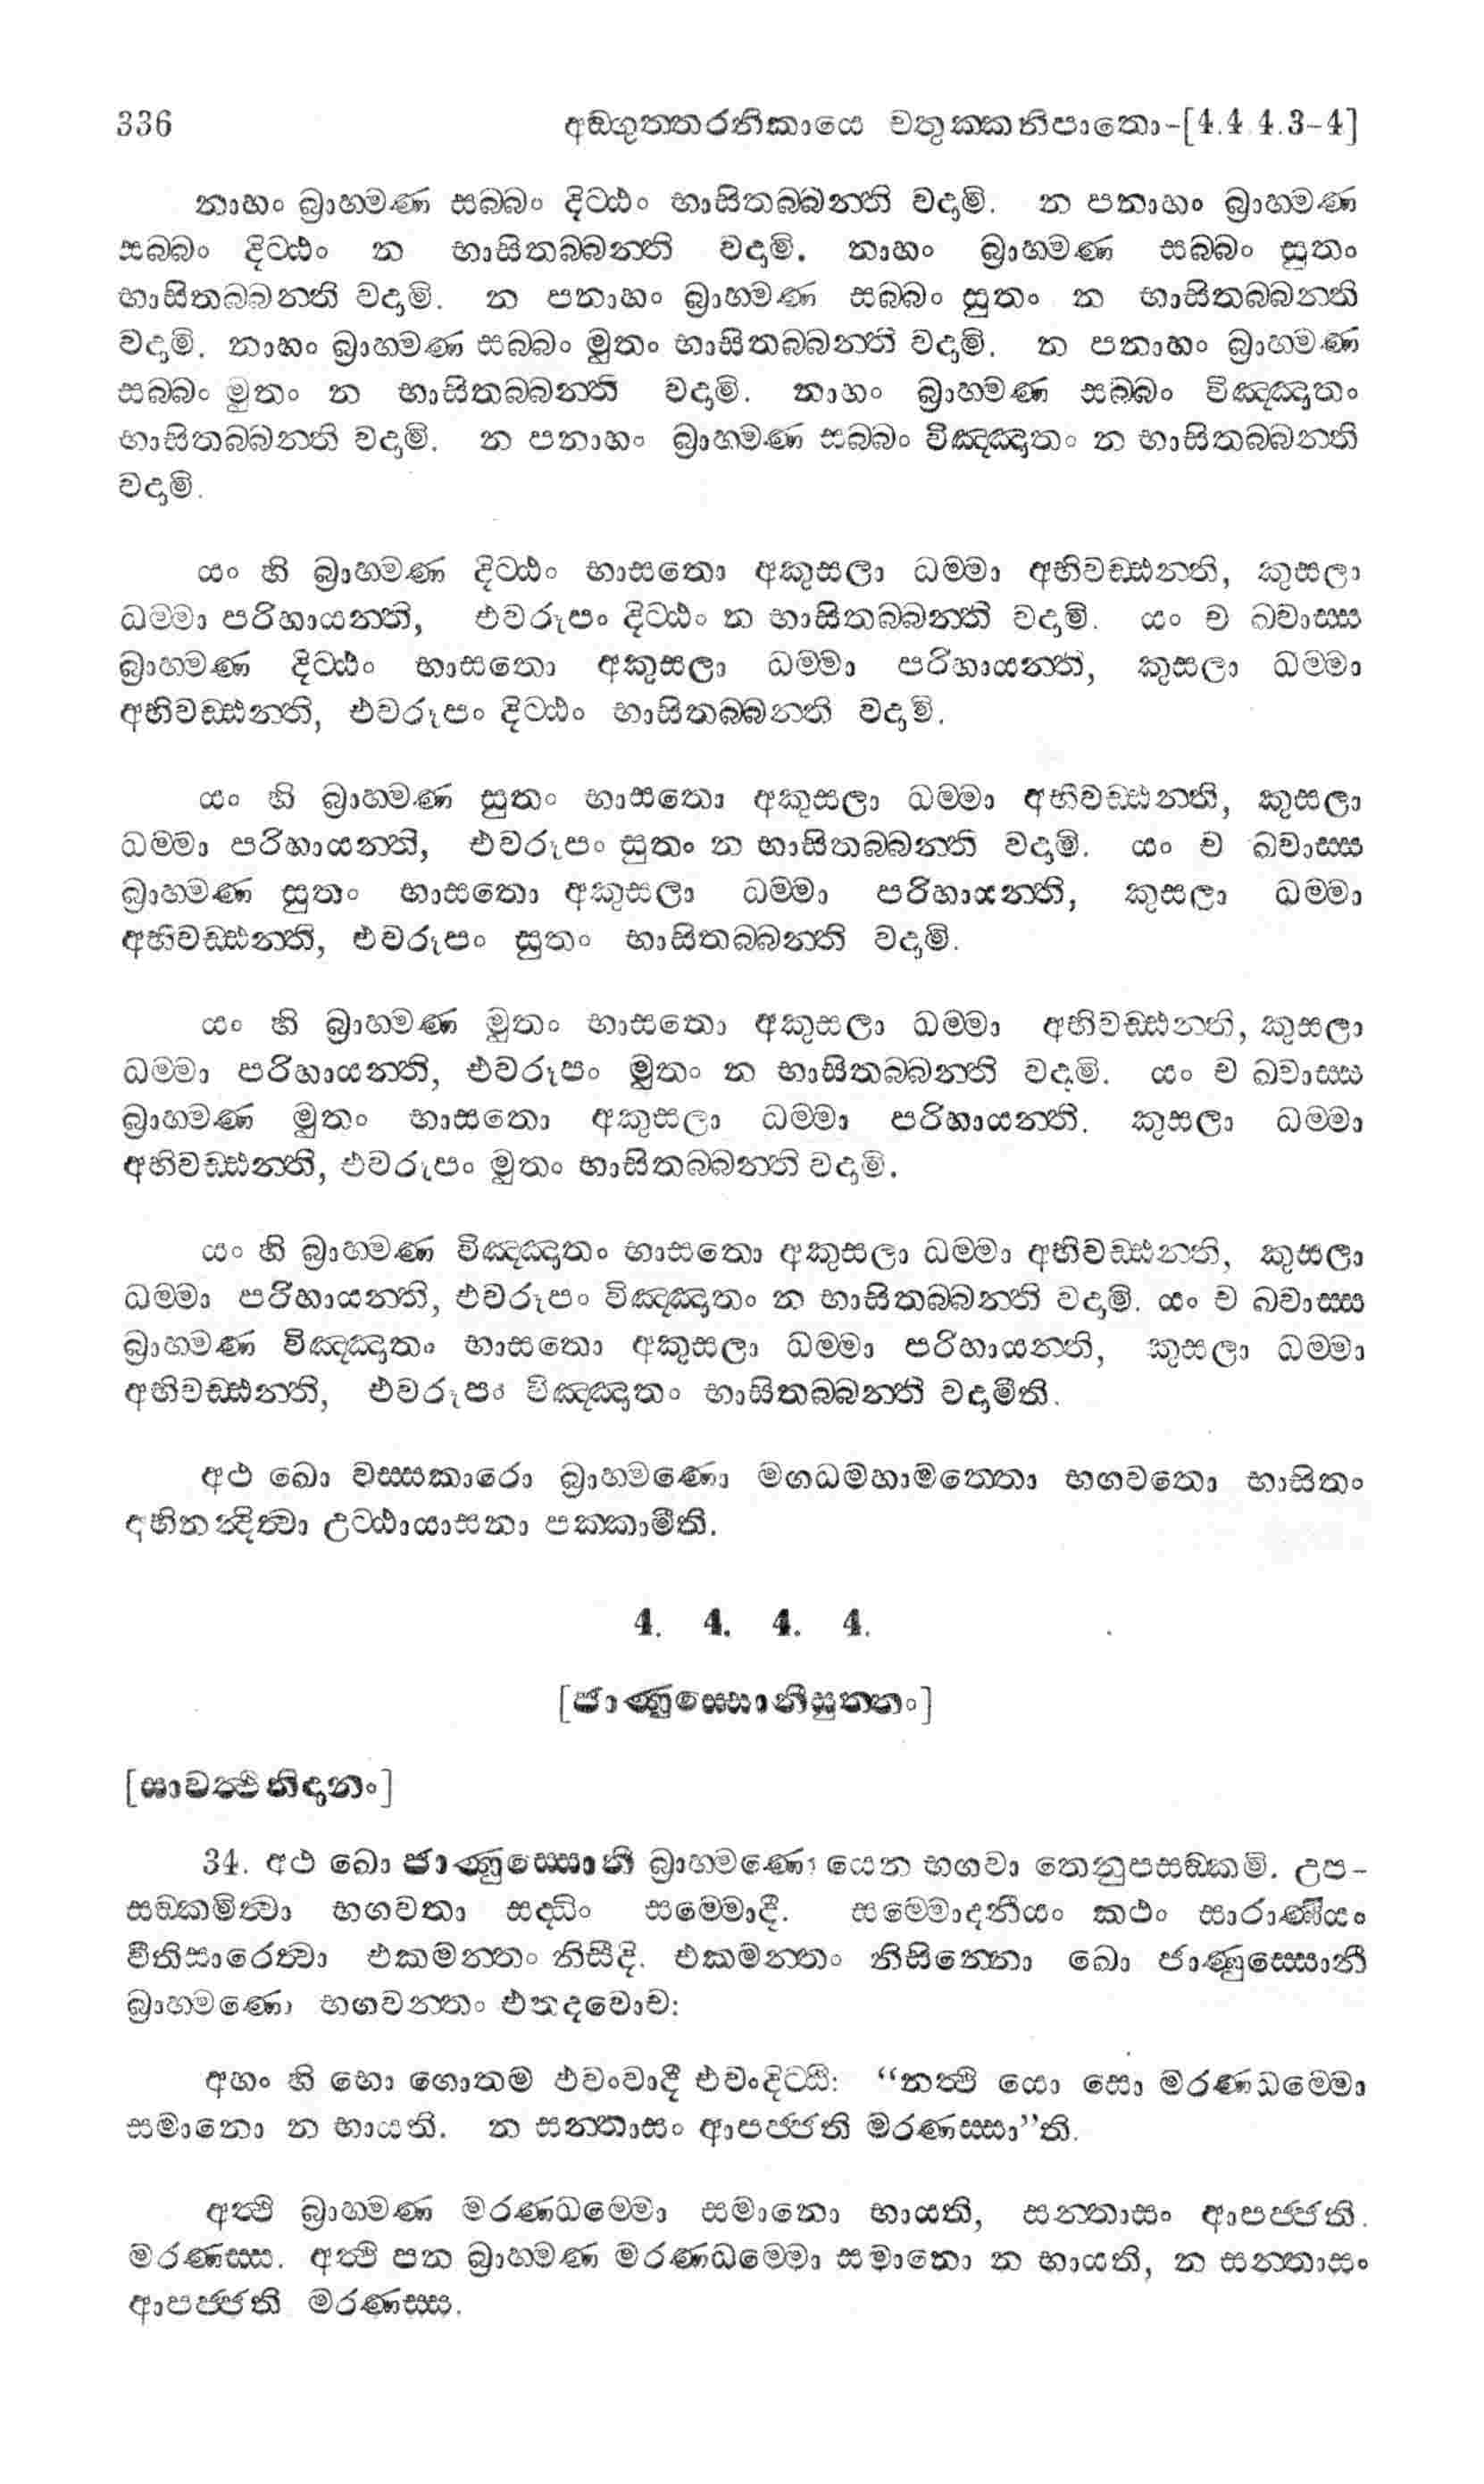 336 අඞ්ගුත්තරනිකායෙ චතුක්කනිපාතො-[4.4 4.3-4]
නාහං බ්‍රාහ්මණ සබ්බං දිට්ඨං භාසිතබ්බන්ති වදාමි. න පනාහං බ්‍රාහ්මණ
සබ්බං දිට්ඨං න භාසිතබ්බන්ති වදාමි. නාහං බ්‍රාහ්මණ සබ්බං සුතං
භාසිතබ්බන්ති වදාමි. න පනාහං බ්‍රාහ්මණ සබ්බං සුතං න භාසිතබ්බන්ති
වදාමි. නාහං බ්‍රාහ්මණ සබ්බං මුතං භාසිතබ්බන්ති වදාමි. න පනාහං බ්‍රාහ්මණ
සබ්බං මුතං න භාසිතබ්බන්ති වදාමි. නාහං බ්‍රාහ්මණ සබ්බං විඤ්ඤාතං
භාසිතබ්බන්ති වදාමි. න පනාහං බ්‍රාහ්මණ සබ්බං විඤ්ඤාතං න භාසිතබ්බන්ති
වදාමි.
යං හි බ්‍රාහ්මණ දිට්ඨං භාසතො අකුසලා ධම්මා අභිවඩ්ඪන්ති, කුසලා
ධම්මා පරිහායන්ති, එවරූපං දිට්ඨං න භාසිතබ්බන්ති වදාමි. යං ච ඛ්වාස්ස
බ්‍රාහ්මණ දිට්ඨං භාසතො අකුසලා ධම්මා පරිහායන්ති, කුසලා ධම්මා
අභිවඩ්ඪන්ති, එවරූපං දිට්ඨං භාසිතබ්බන්ති වදාමි.
යං හි බ්‍රාහ්මණ සුතං භාසතො අකුසලා ධම්මා අභිවඩ්ඪන්ති, කුසලා
ධම්මා පරිහායන්ති, එවරූපං සුතං න භාසිතබ්බන්ති වදාමි. යං ච ඛ්වාස්ස
බ්‍රාහ්මණ සුතං භාසතො අකුසලා ධම්මා පරිහායන්ති, කුසලා ධම්මා
අභිවඩ්ඪන්ති, එවරූපං සුතං භාසිතබ්බන්ති වදාමි.
යං හි බ්‍රාහ්මණ මුතං භාසතො අකුසලා ධම්මා අභිවඩ්ඪන්ති, කුසලා
ධම්මා පරිහායන්ති, එවරූපං මුතං න භාසිතබ්බන්ති වදාමි. යං ච ඛ්වාස්ස
බ්‍රාහ්මණ මුතං භාසතො අකුසලා ධම්මා පරිහායන්ති. කුසලා ධම්මා
අභිවඩ්ඪන්ති, එවරූපං මුතං භාසිතබ්බන්ති වදාමි.
යං හි බ්‍රාහ්මණ විඤ්ඤාතං භාසතො අකුසලා ධම්මා අභිවඩ්ඪන්ති, කුසලා
ධම්මා පරිහායන්ති, එවරූපං විඤ්ඤාතං න භාසිතබ්බන්ති වදාමි. යං ච ඛ්වාස්ස
බ්‍රාහ්මණ විඤ්ඤාතං භාසතො අකුසලා ධම්මා පරිහායන්ති, කුසලා ධම්මා
අභිවඩ්ඪන්ති, එවරූපං විඤ්ඤාතං භාසිතබ්බන්ති වදාමීති.
අථ ඛො වස්සකාරො බ්‍රාහ්මණො මගධමහාමත්තො භගවතො භාසිතං
අභිනන්දිත්වා උට්ඨායාසනා පක්කාමීති.
4. 4. 4. 4.
[ජාණුස්සොනීසුත්තං]
[සාවත්ථිනිදානං]
34. අථ ඛො ජාණුස්සොනි බ්‍රාහ්මණො යෙන භගවා තෙනුපසඞ්කමි. උප-
සඞ්කමිත්වා භගවතා සද්ධිං සම්මොදි. සම්මොදනීයං කථං සාරාණීයං
වීතිසාරෙත්වා එකමන්තං නිසීදි. එකමන්තං නිසින්නො ඛො ජාණුස්සොනී
බ්‍රාහ්මණො භගවන්තං එතදවොච:
අහං හි භො ගොතම එවංවාදී එවංදිට්ඨි: “නත්ථි යො සො මරණධම්මො
සමානො න භායති. න සන්තාසං ආපජ්ජති මරණස්සා”ති.
අත්ථි බ්‍රාහ්මණ මරණධම්මො සමානො භායති, සන්තාසං ආපජ්ජති.
මරණස්ස. අත්ථි පන බ්‍රාහ්මණ මරණධම්මො සමානො න භායති, න සන්තාසං
ආපජ්ජති මරණස්ස.